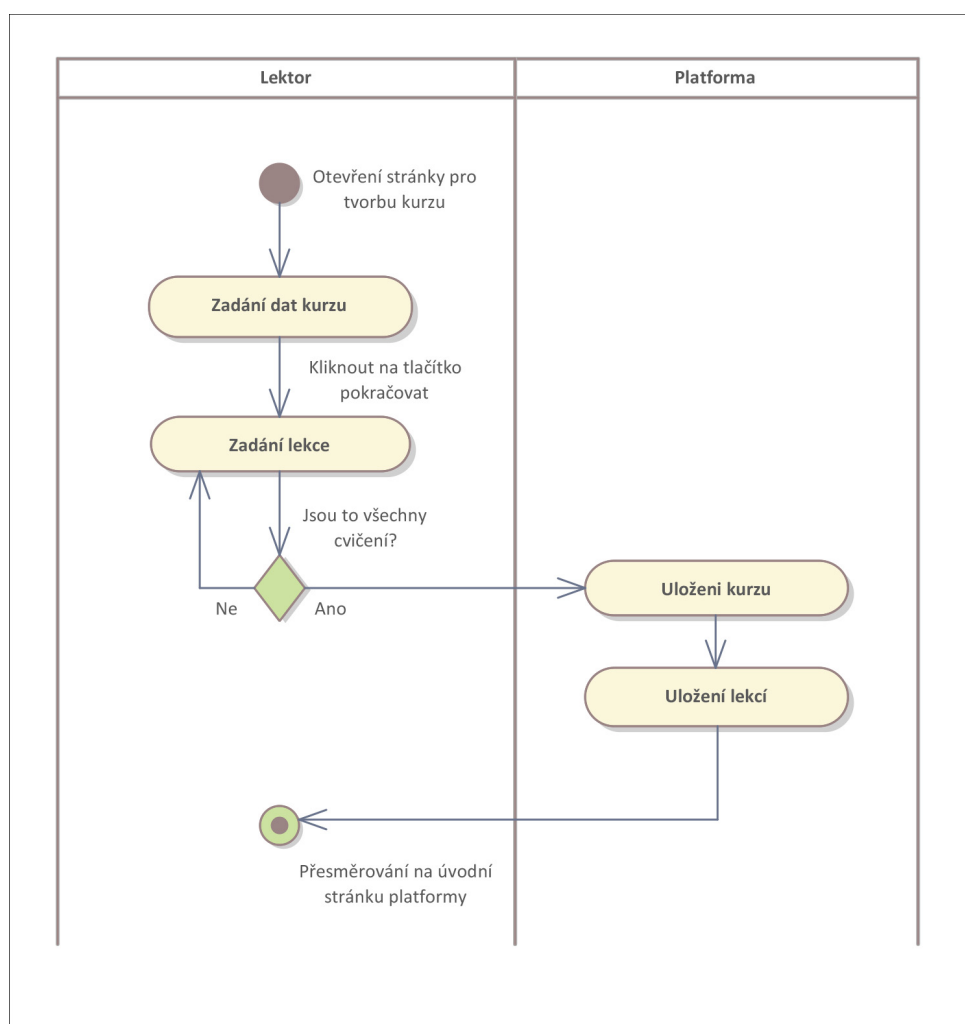 Lektor
Platforma
Otevření stránky pro
tvorbu kurzu
Zadání dat kurzu
Kliknout na tlačítko
pokračovat
Zadání lekce
Jsou to všechny
cvičení?
Ne
Ano
Uloženi kurzu
Uložení lekcí
Přesměrování na úvodní
stránku platformy